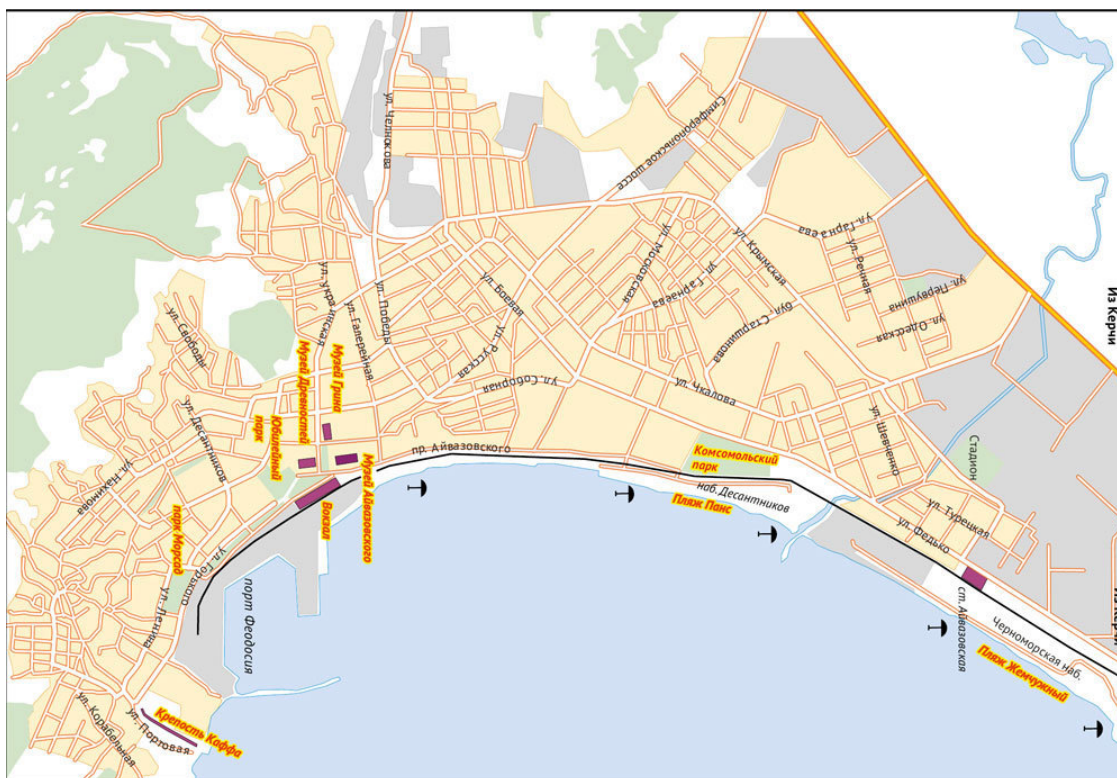 Из Керчи
ул. Челнокова
Симферопольское шоссе
ул. Гарнаева
ул. Репная
ул. Первушина
ул. Одесская
ул. Крымская
ул. Московская
ул. Гарнаева
бул. Старшинова
ул. украинская
ул. Галерейная
ул. Победы
ул. Боевая
ул. Русская
ул. Соборная
ул. Чкалова
ул. Шевченко
Стадион
ул. Турецкая
ул. Федько
ул. Свободы
ул. Десантников
ул. Назимова
Музей Древностей
Музей Грина
Юбилейный
парк
Музей Айвазовского
Вокзал
пр. Айвазовского
Комсомольский
парк
наб. Десантников
Пляж Панс
парк Морсад
ул. Горького
ул. Ленина
порт Феодосия
ст. Айвазовская
Черноморская наб.
Пляж Жемчужный
Крепость Каффа
ул. Портовая
ул. Корабельная